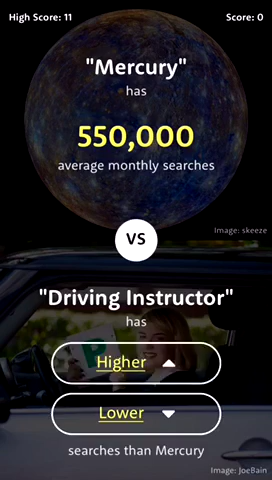 High Score: 11
Score: 0
"Mercury"
has
550,000
average monthly searches
Image: skeeze
VS
"Driving Instructor"
has
Higher
Lower
searches than Mercury
Image: JoeBain